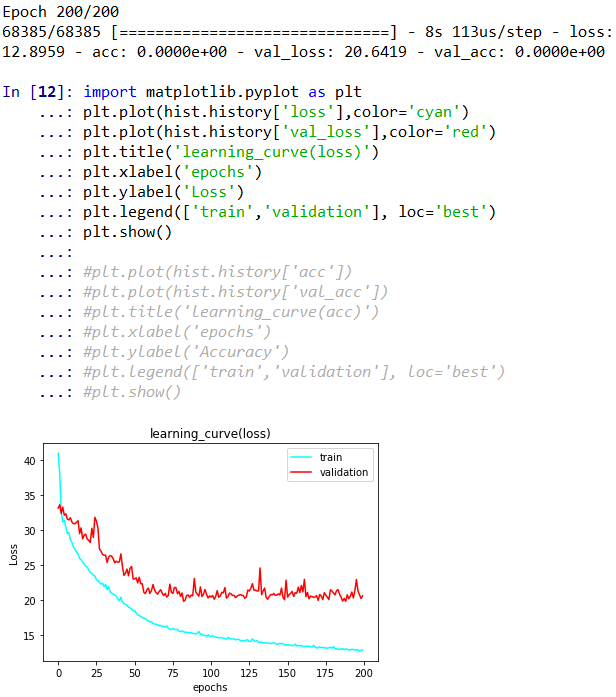 Epoch 200/200
68385/68385 [==============================] - 8s 113us/step - loss:
12.8959 - acc: 0.0000e+00 - val_loss: 20.6419 - val_acc: 0.0000e+00
In [12]: import matplotlib.pyplot as plt
...: plt.plot(hist.history['loss'],color='cyan')
...: plt.plot(hist.history['val_loss'],color='red')
...: plt.title('learning_curve(loss)')
...: plt.xlabel('epochs')
...: plt.ylabel('Loss')
...: plt.legend(['train','validation'], loc='best')
...: plt.show()
...:
...: #plt.plot(hist.history['acc'])
...: #plt.plot(hist.history['val_acc'])
...: #plt.title('learning_curve(acc)')
...: #plt.xlabel('epochs')
...: #plt.ylabel('Accuracy')
...: #plt.legend(['train','validation'], loc='best')
...: #plt.show()
learning_curve(loss)
train
validation
40
35
30
25
20
15
Loss
0 25 50 75 100 125 150 175 200
epochs